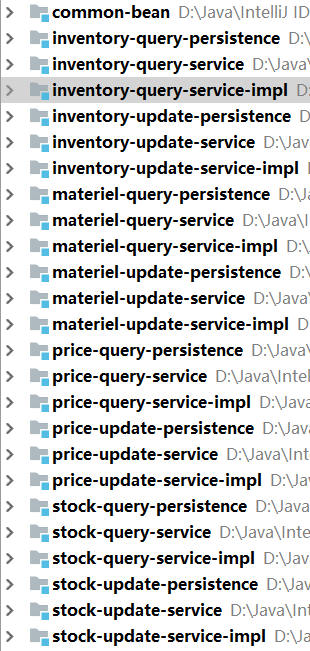 common-bean D:\Java\IntelliJ ID
inventory-query-persistence D:
inventory-query-service D:\Java
inventory-query-service-impl D:
inventory-update-persistence D
inventory-update-service D:\Jav
inventory-update-service-impl D
materiel-query-persistence D:\Ja
materiel-query-service D:\Java\I
materiel-query-service-impl D:\J
materiel-update-persistence D:\
materiel-update-service D:\Java
materiel-update-service-impl D:
price-query-persistence D:\Java\
price-query-service D:\Java\Intel
price-query-service-impl D:\Java
price-update-persistence D:\Jav
price-update-service D:\Java\Int
price-update-service-impl D:\Jav
stock-query-persistence D:\Java
stock-query-service D:\Java\Inte
stock-query-service-impl D:\Jav
stock-update-persistence D:\Jav
stock-update-service D:\Java\Int
stock-update-service-impl D:\Ja